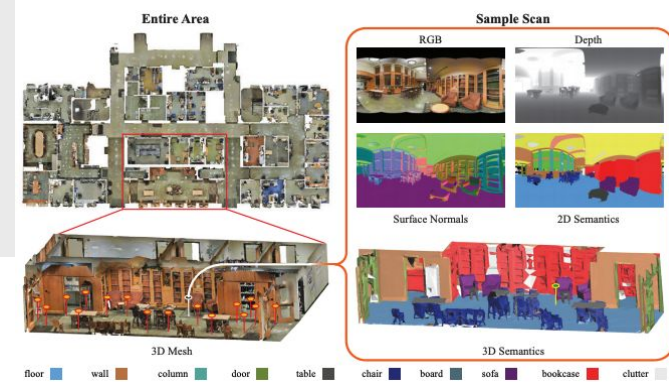 Entire Area
Sample Scan
RGB
Depth
Surface Normals
2D Semantics
3D Mesh
3D Semantics
floor wall column door table chair board sofa bookcase clutter